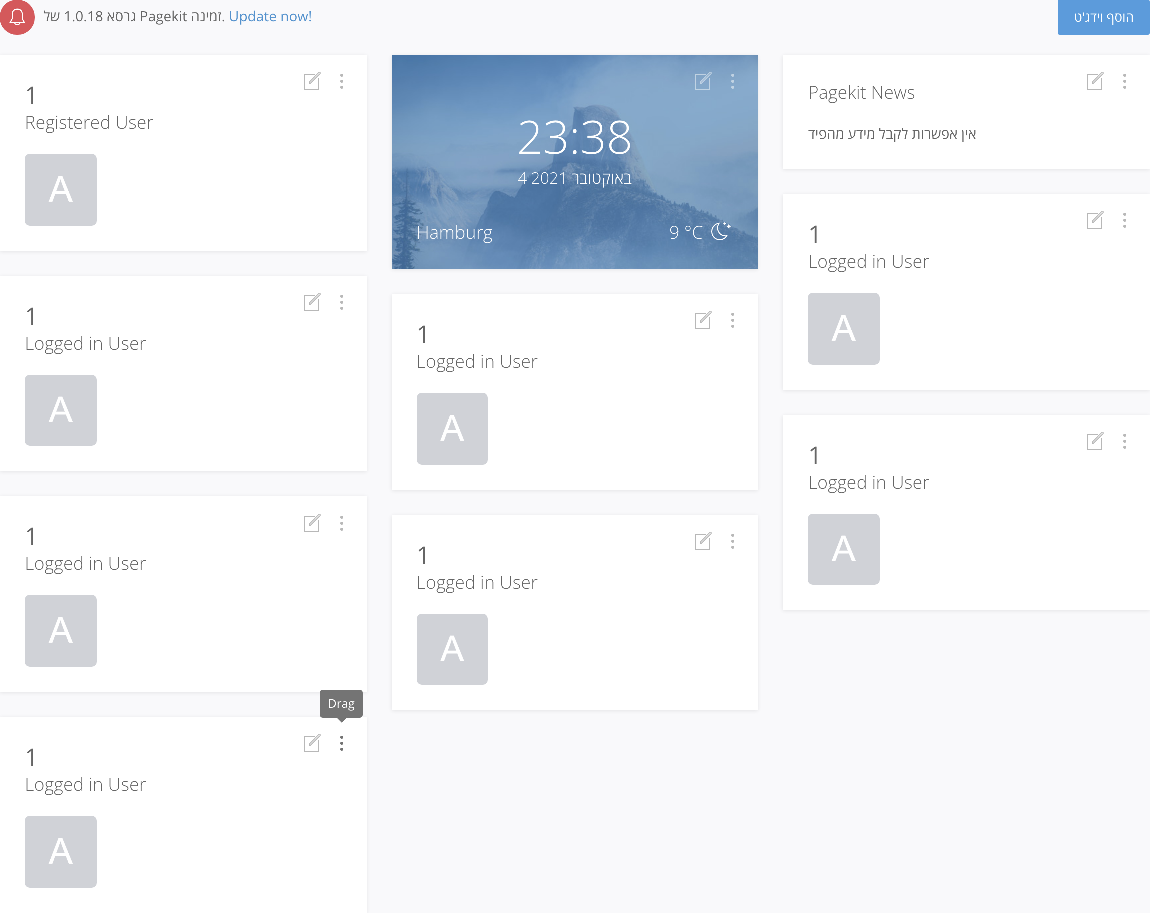 גרסא 1.0.18 של Pagekit זמינה. Update now!
הוסף וידג'ט
1
Registered User
A
1
Logged in User
A
1
Logged in User
A
Drag
1
Logged in User
A
23:38
4 באוקטובר 2021
Hamburg
9 °C
1
Logged in User
A
1
Logged in User
A
Pagekit News
אין אפשרות לקבל מידע מהפיד
1
Logged in User
A
1
Logged in User
A